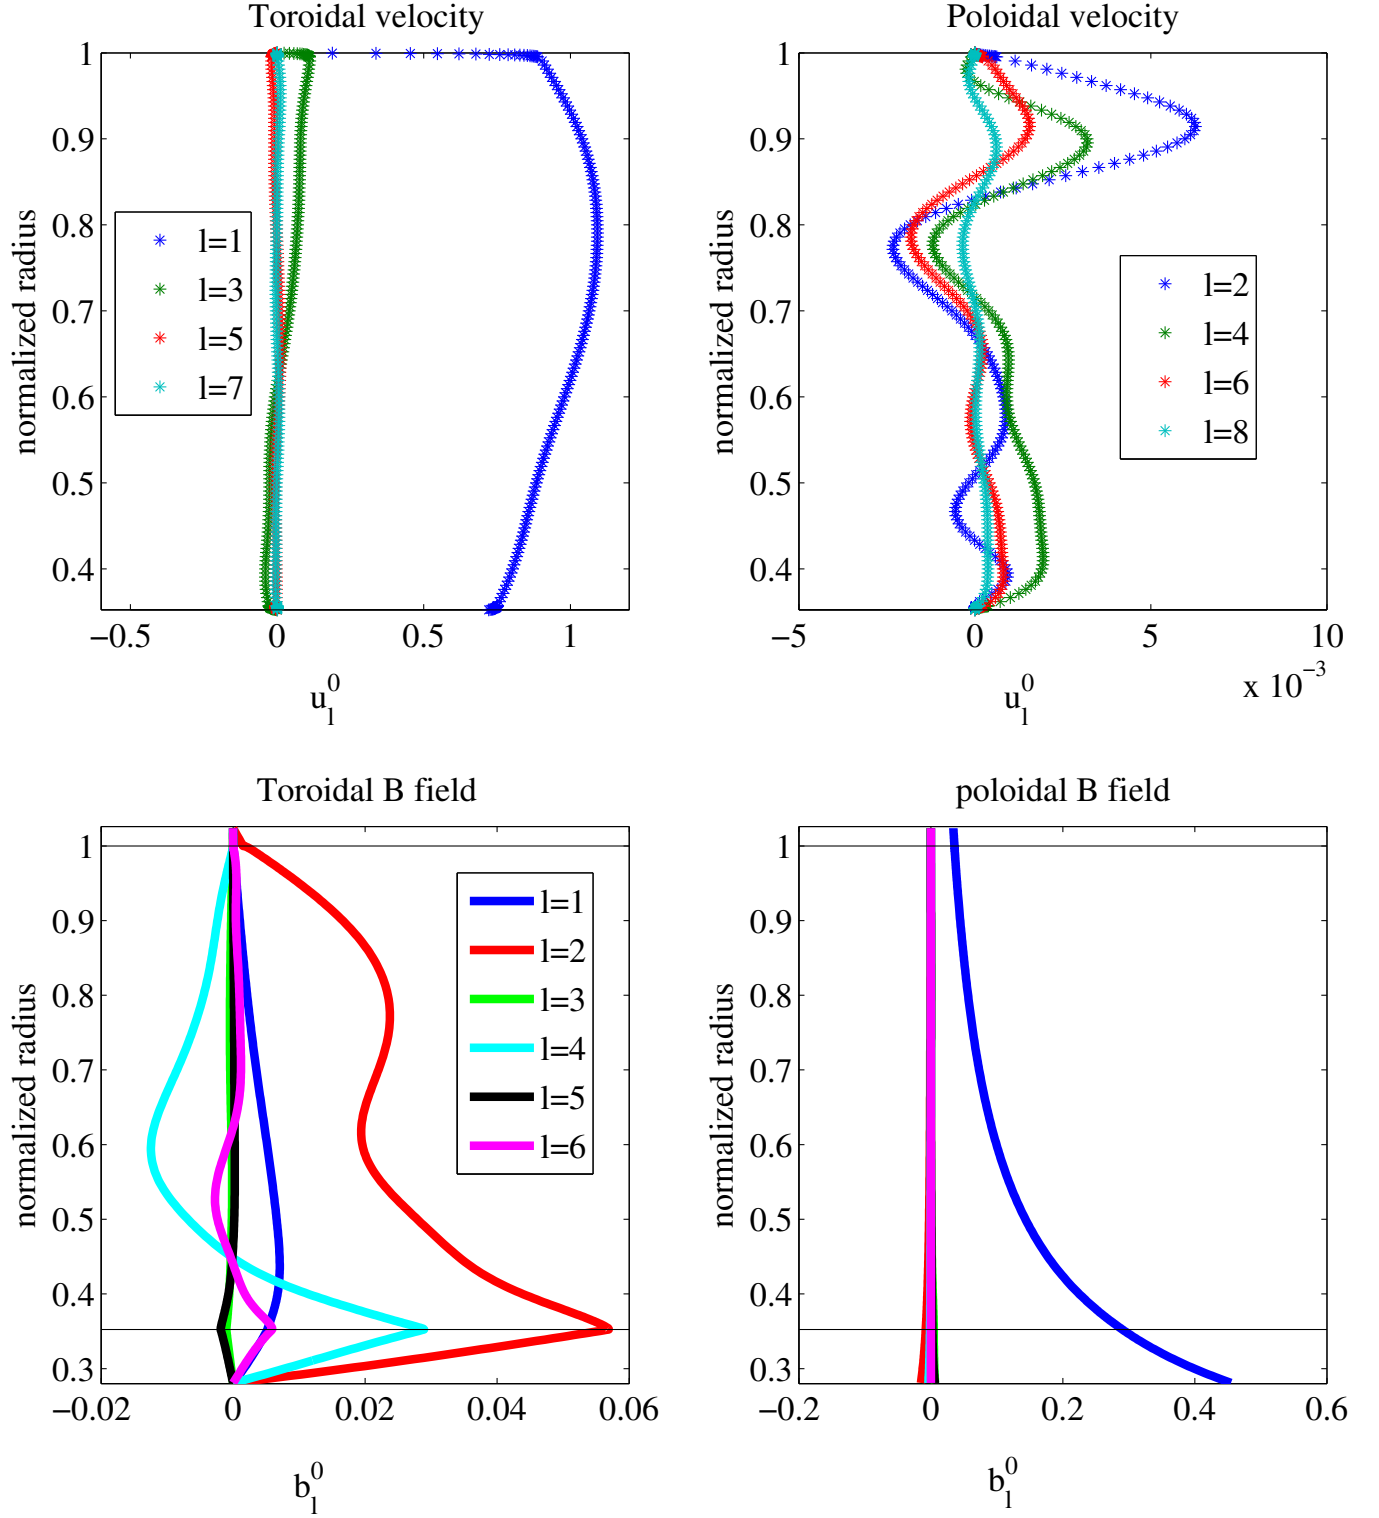 Toroidal velocity
1
0.9
0.8
0.7
0.6
0.5
0.4
normalized radius
l=1
l=3
l=5
l=7
−0.5 0 0.5 1
u_l^0
Poloidal velocity
1
0.9
0.8
0.7
0.6
0.5
0.4
normalized radius
l=2
l=4
l=6
l=8
−5 0 5 10
x 10^−3
u_l^0
Toroidal B field
1
0.9
0.8
0.7
0.6
0.5
0.4
0.3
normalized radius
l=1
l=2
l=3
l=4
l=5
l=6
−0.02 0 0.02 0.04 0.06
b_l^0
poloidal B field
1
0.9
0.8
0.7
0.6
0.5
0.4
0.3
normalized radius
−0.2 0 0.2 0.4 0.6
b_l^0